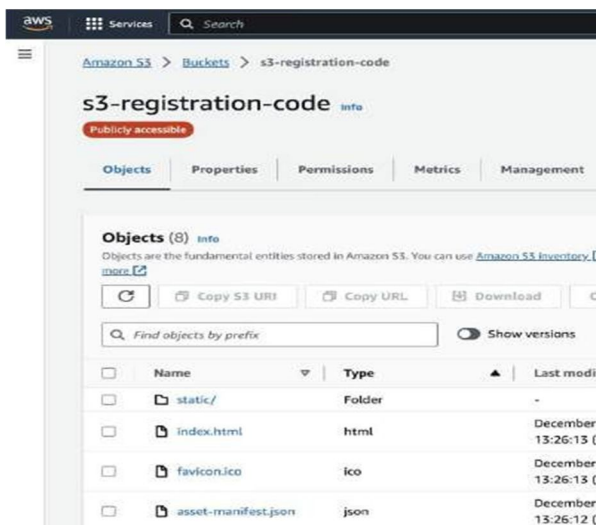 aws Services Search
Amazon S3 > Buckets > s3-registration-code
s3-registration-code Info
Publicly accessible
Objects Properties Permissions Metrics Management
Objects (8) Info
Objects are the fundamental entities stored in Amazon S3. You can use Amazon S3 inventory
more
Copy S3 URI Copy URL Download
Find objects by prefix Show versions
Name Type Last modi
static/ Folder -
index.html html December
13:26:13 (
favicon.ico ico December
13:26:13 (
asset-manifest.json json December
13:26:12 (